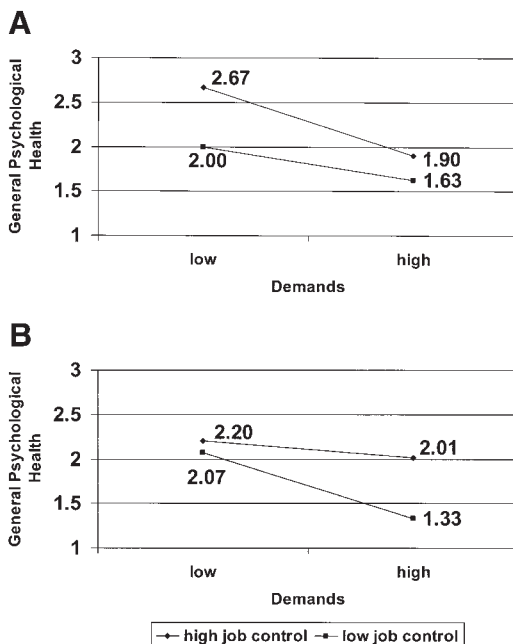 A
3
2.5
2
1.5
1
General Psychological
Health
2.67
2.00
1.90
1.63
low
high
Demands
B
3
2.5
2
1.5
1
General Psychological
Health
2.20
2.07
2.01
1.33
low
high
Demands
high job control
low job control